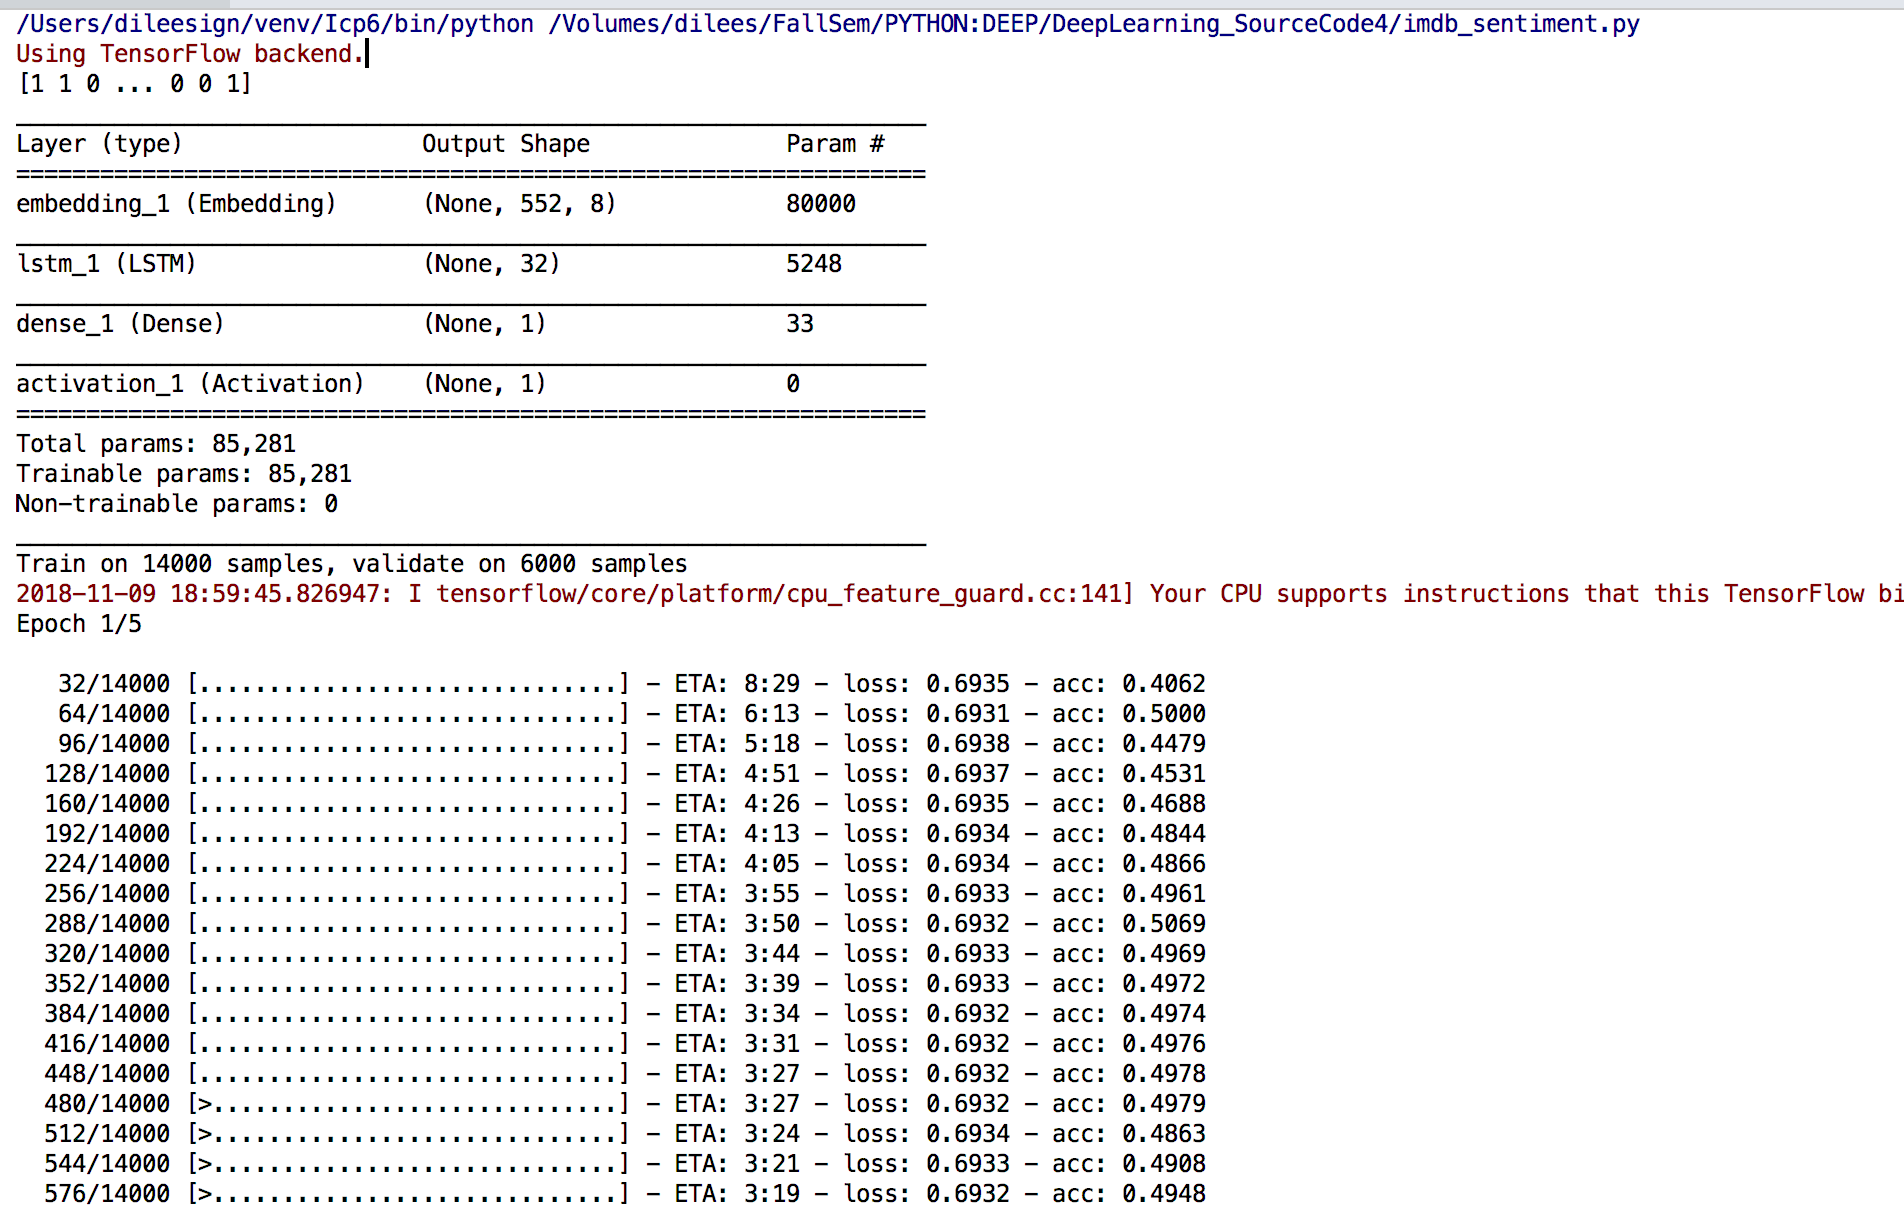 /Users/dileesign/venv/Icp6/bin/python /Volumes/dilees/FallSem/PYTHON:DEEP/DeepLearning_SourceCode4/imdb_sentiment.py
Using TensorFlow backend.
[1 1 0 ... 0 0 1]
_________________________________________________________________
Layer (type)                 Output Shape              Param #
=================================================================
embedding_1 (Embedding)      (None, 552, 8)            80000
_________________________________________________________________
lstm_1 (LSTM)                (None, 32)                5248
_________________________________________________________________
dense_1 (Dense)              (None, 1)                 33
_________________________________________________________________
activation_1 (Activation)    (None, 1)                 0
=================================================================
Total params: 85,281
Trainable params: 85,281
Non-trainable params: 0
_________________________________________________________________
Train on 14000 samples, validate on 6000 samples
2018-11-09 18:59:45.826947: I tensorflow/core/platform/cpu_feature_guard.cc:141] Your CPU supports instructions that this TensorFlow bi
Epoch 1/5
   32/14000 [..............................] - ETA: 8:29 - loss: 0.6935 - acc: 0.4062
   64/14000 [..............................] - ETA: 6:13 - loss: 0.6931 - acc: 0.5000
   96/14000 [..............................] - ETA: 5:18 - loss: 0.6938 - acc: 0.4479
  128/14000 [..............................] - ETA: 4:51 - loss: 0.6937 - acc: 0.4531
  160/14000 [..............................] - ETA: 4:26 - loss: 0.6935 - acc: 0.4688
  192/14000 [..............................] - ETA: 4:13 - loss: 0.6934 - acc: 0.4844
  224/14000 [..............................] - ETA: 4:05 - loss: 0.6934 - acc: 0.4866
  256/14000 [..............................] - ETA: 3:55 - loss: 0.6933 - acc: 0.4961
  288/14000 [..............................] - ETA: 3:50 - loss: 0.6932 - acc: 0.5069
  320/14000 [..............................] - ETA: 3:44 - loss: 0.6933 - acc: 0.4969
  352/14000 [..............................] - ETA: 3:39 - loss: 0.6933 - acc: 0.4972
  384/14000 [..............................] - ETA: 3:34 - loss: 0.6932 - acc: 0.4974
  416/14000 [..............................] - ETA: 3:31 - loss: 0.6932 - acc: 0.4976
  448/14000 [..............................] - ETA: 3:27 - loss: 0.6932 - acc: 0.4978
  480/14000 [>.............................] - ETA: 3:27 - loss: 0.6932 - acc: 0.4979
  512/14000 [>.............................] - ETA: 3:24 - loss: 0.6934 - acc: 0.4863
  544/14000 [>.............................] - ETA: 3:21 - loss: 0.6933 - acc: 0.4908
  576/14000 [>.............................] - ETA: 3:19 - loss: 0.6932 - acc: 0.4948